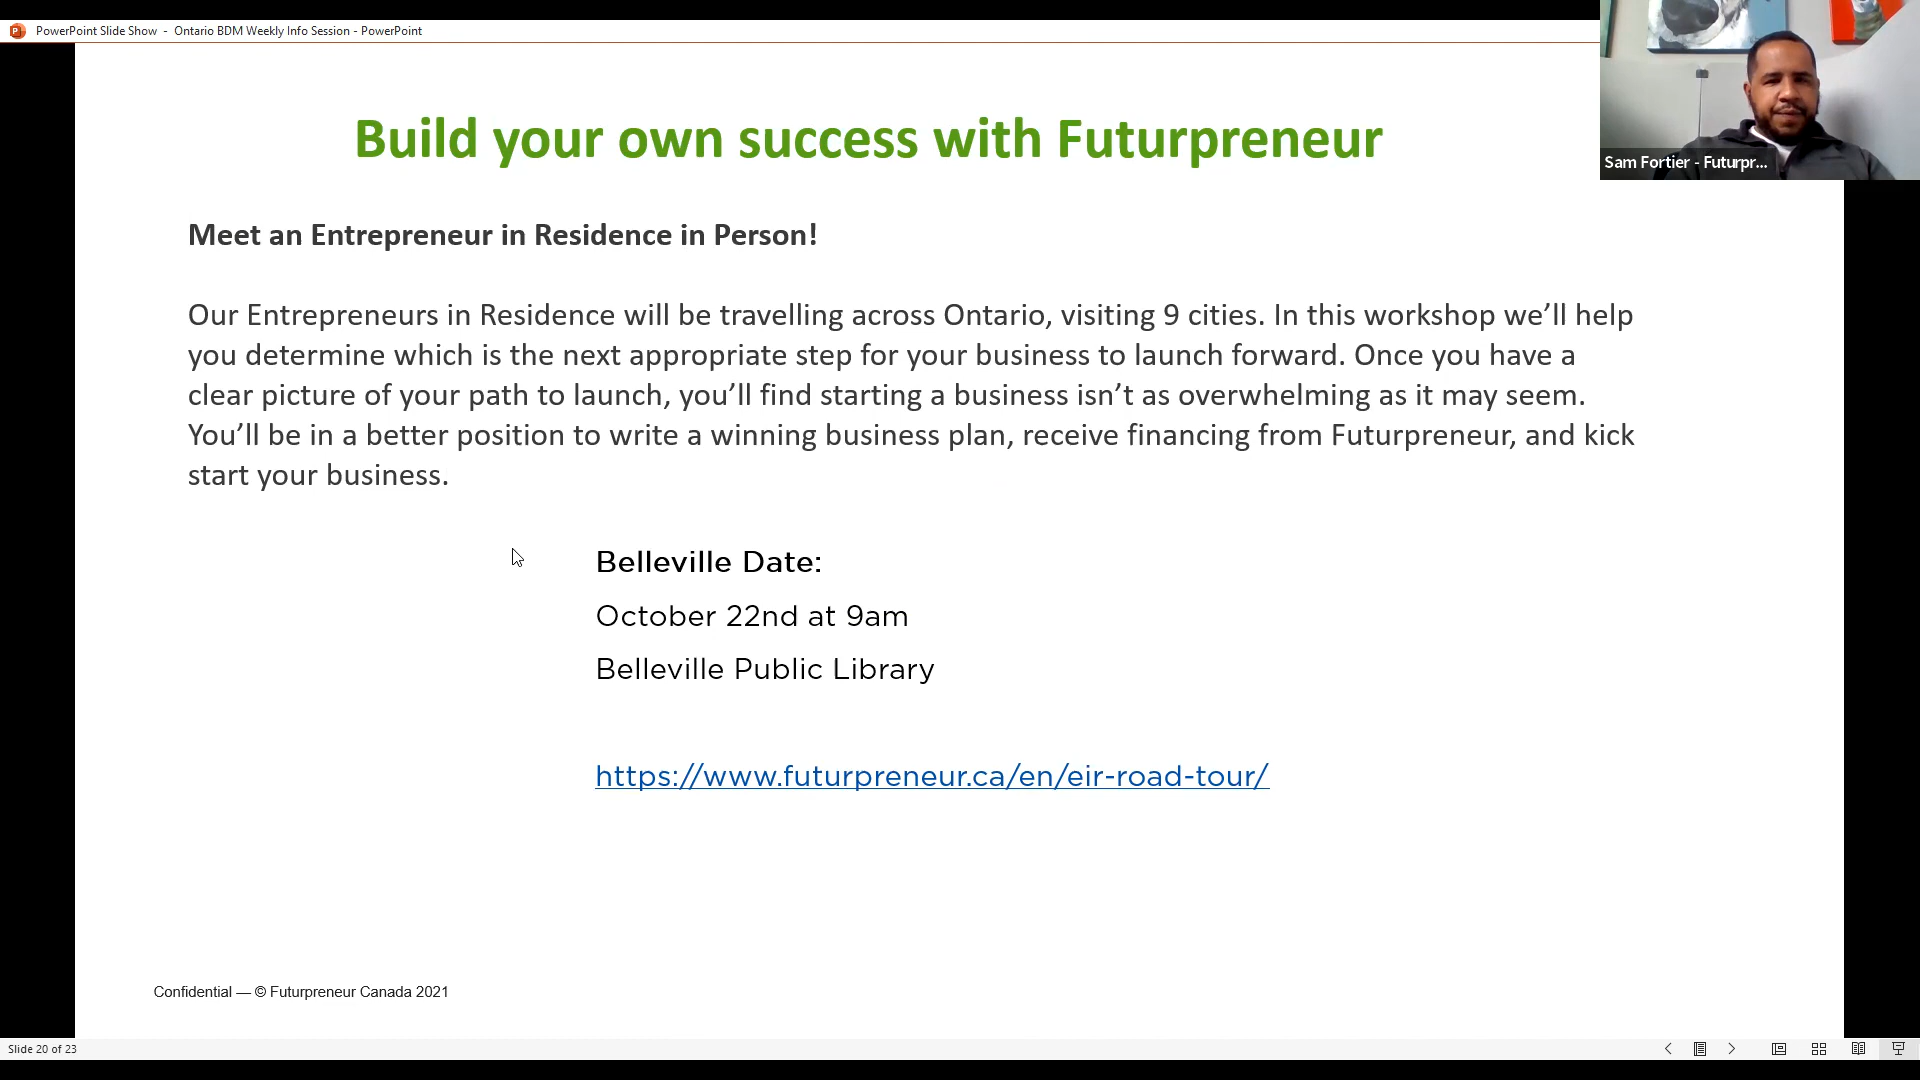 PowerPoint Slide Show - Ontario BDM Weekly Info Session - PowerPoint
Sam Fortier - Futurpr...
Build your own success with Futurpreneur
Meet an Entrepreneur in Residence in Person!
Our Entrepreneurs in Residence will be travelling across Ontario, visiting 9 cities. In this workshop we’ll help
you determine which is the next appropriate step for your business to launch forward. Once you have a
clear picture of your path to launch, you’ll find starting a business isn’t as overwhelming as it may seem.
You’ll be in a better position to write a winning business plan, receive financing from Futurpreneur, and kick
start your business.
Belleville Date:
October 22nd at 9am
Belleville Public Library
https://www.futurpreneur.ca/en/eir-road-tour/
Confidential — © Futurpreneur Canada 2021
Slide 20 of 23